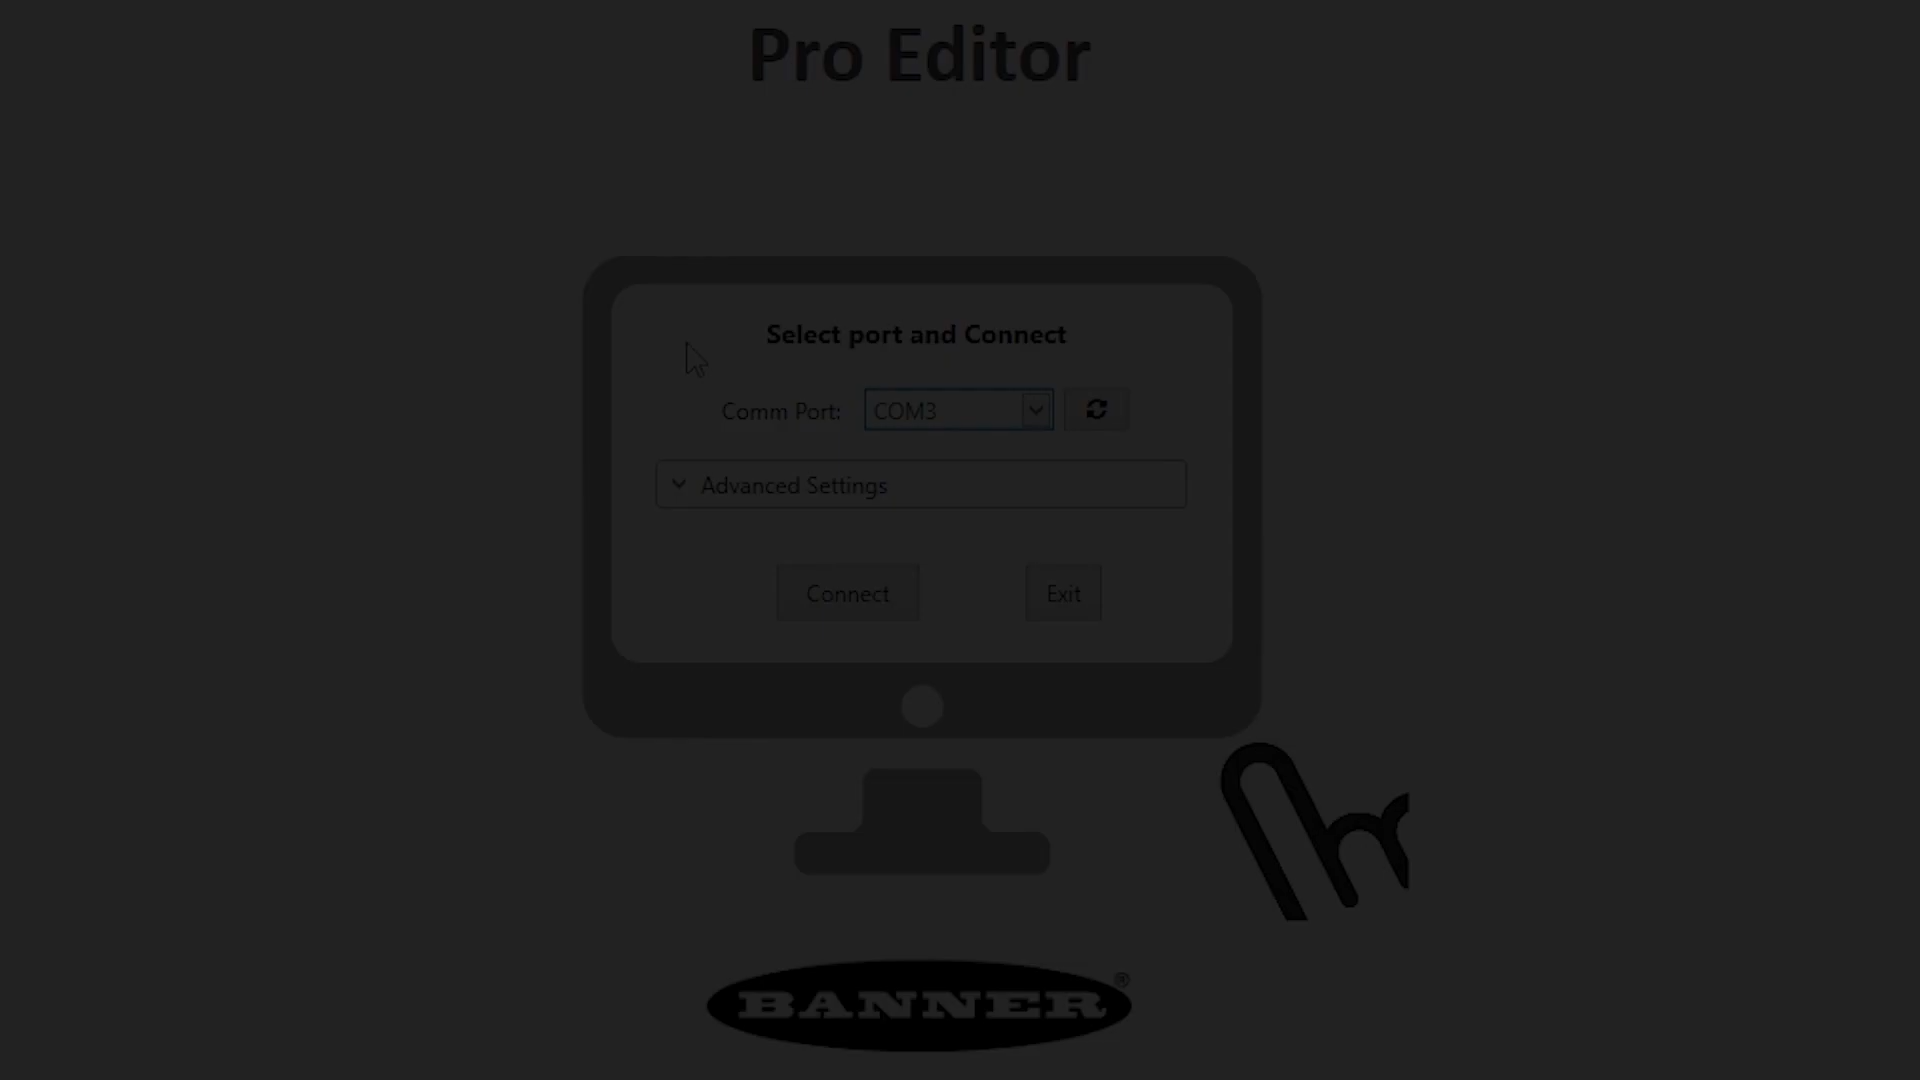 Pro Editor
Select port and Connect
Comm Port: COM3
Advanced Settings
Connect Exit
BANNER®